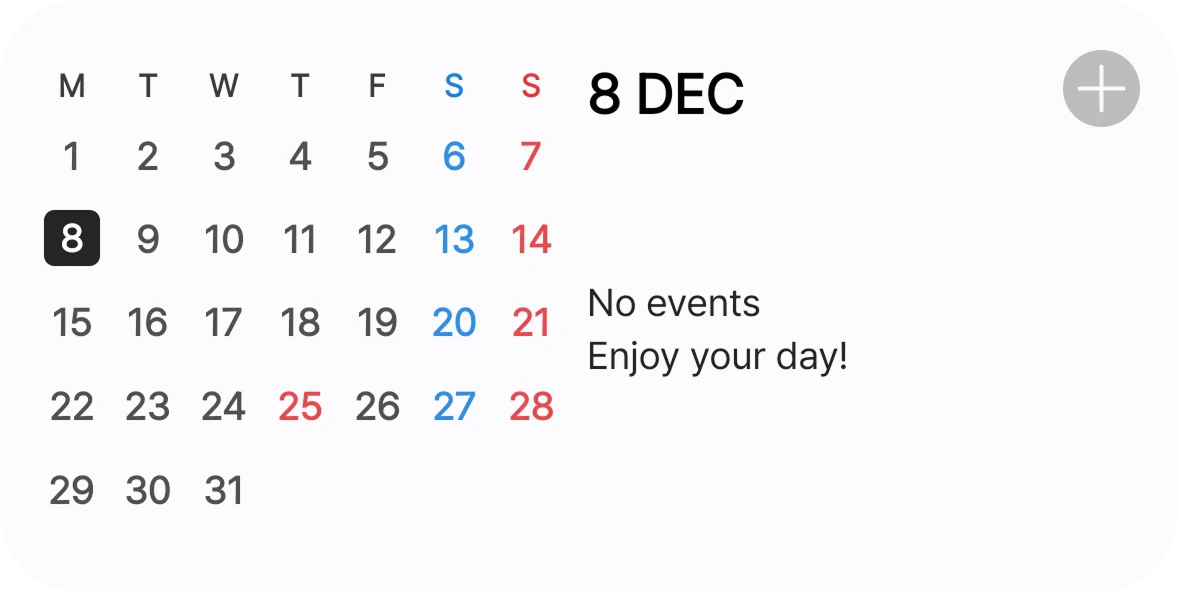 M T W T F S S
1 2 3 4 5 6 7
8 9 10 11 12 13 14
15 16 17 18 19 20 21
22 23 24 25 26 27 28
29 30 31
8 DEC
No events
Enjoy your day!